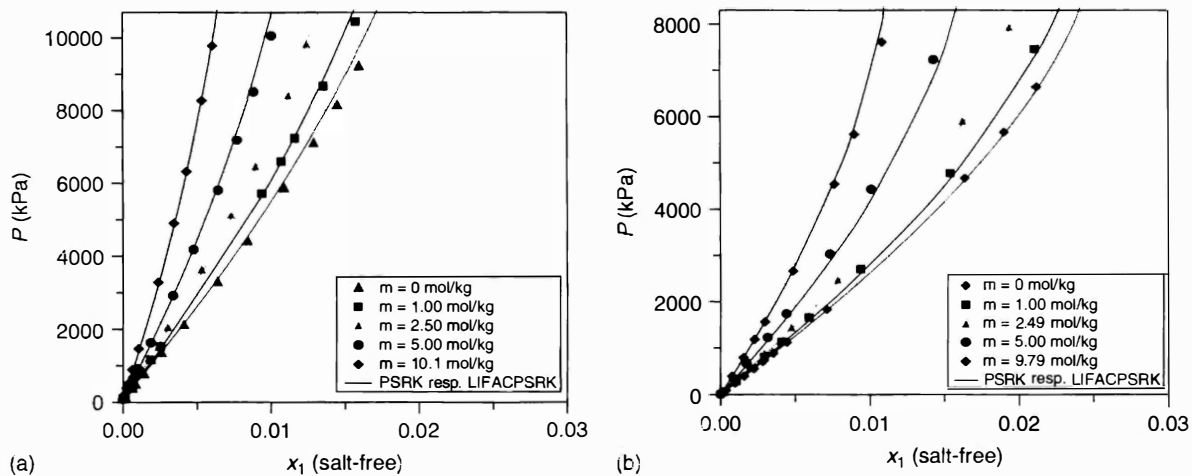 10000
8000
6000
4000
2000
0
P (kPa)
m = 0 mol/kg
m = 1.00 mol/kg
m = 2.50 mol/kg
m = 5.00 mol/kg
m = 10.1 mol/kg
PSRK resp. LIFACPSRK
0.00 0.01 0.02 0.03
(a) x₁ (salt-free)
8000
6000
4000
2000
0
P (kPa)
m = 0 mol/kg
m = 1.00 mol/kg
m = 2.49 mol/kg
m = 5.00 mol/kg
m = 9.79 mol/kg
PSRK resp. LIFACPSRK
0.00 0.01 0.02 0.03
(b) x₁ (salt-free)